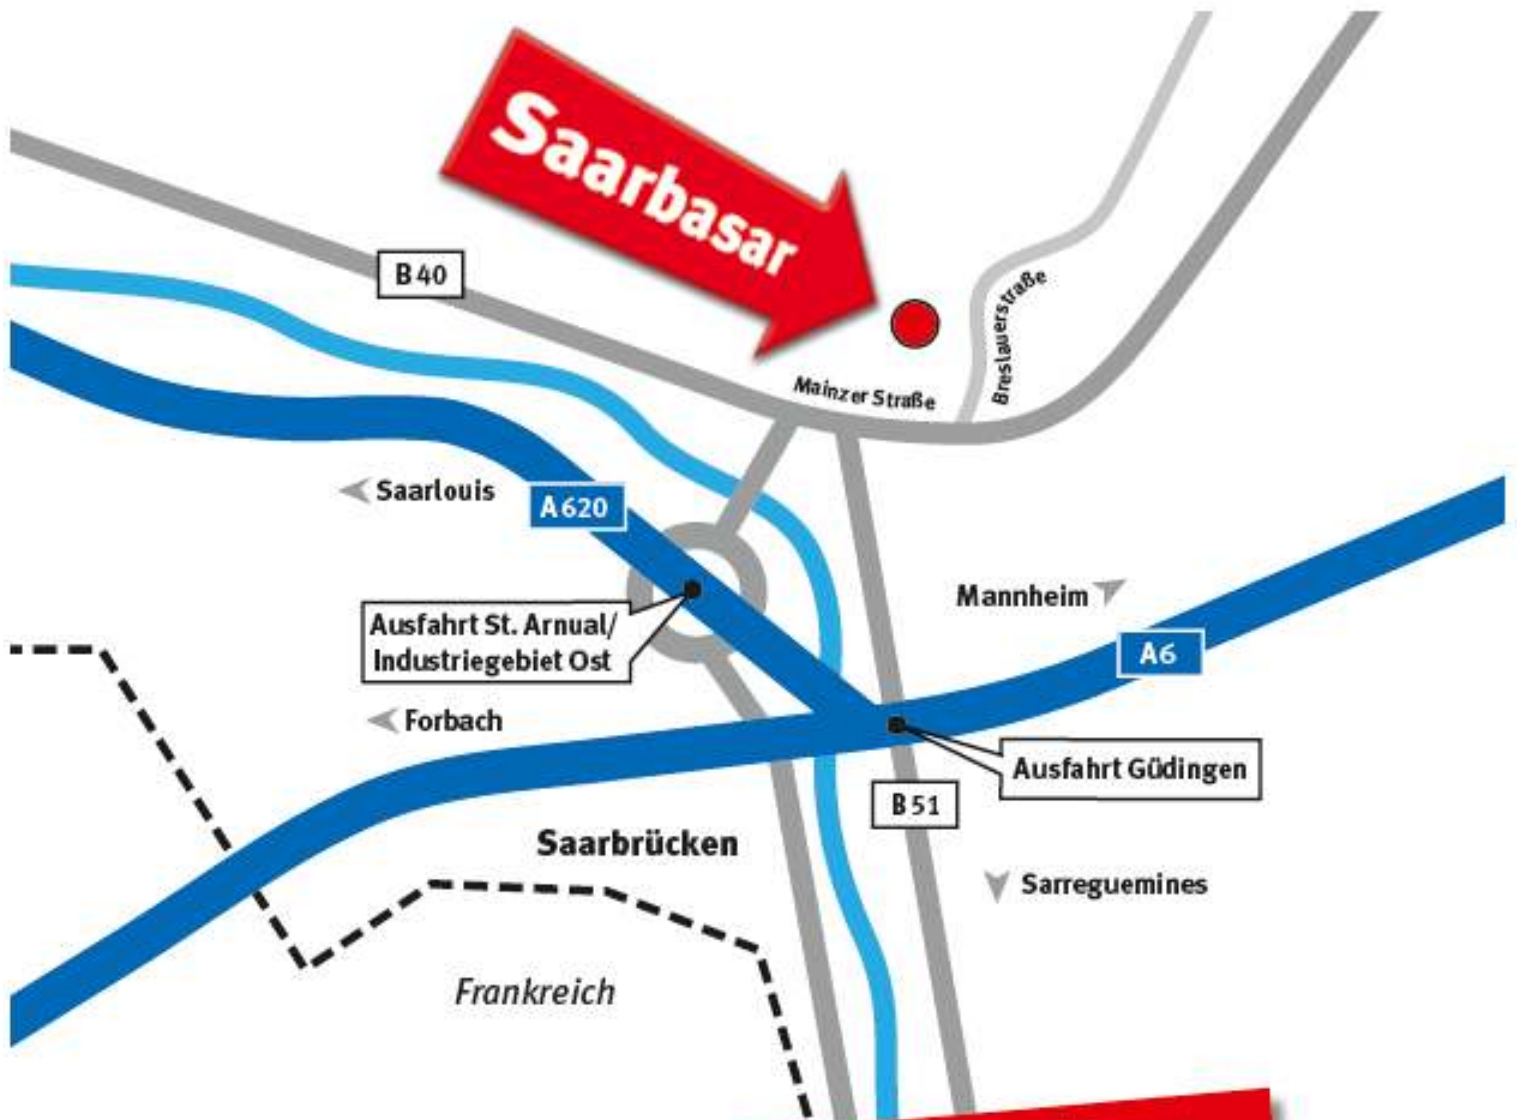 Saarbasar
B 40
Breslauerstraße
Mainzer Straße
Saarlouis
A 620
Mannheim
Ausfahrt St. Arnual/
Industriegebiet Ost
A 6
Forbach
Ausfahrt Güdingen
B 51
Saarbrücken
Sarreguemines
Frankreich